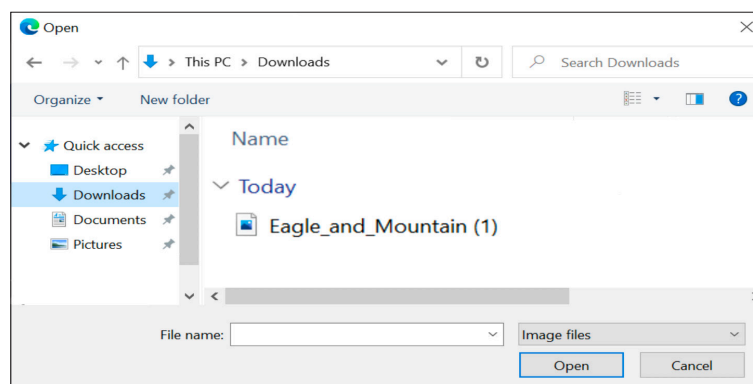 Open
This PC > Downloads
Search Downloads
Organize
New folder
Quick access
Desktop
Downloads
Documents
Pictures
Name
Today
Eagle_and_Mountain (1)
File name:
Image files
Open
Cancel